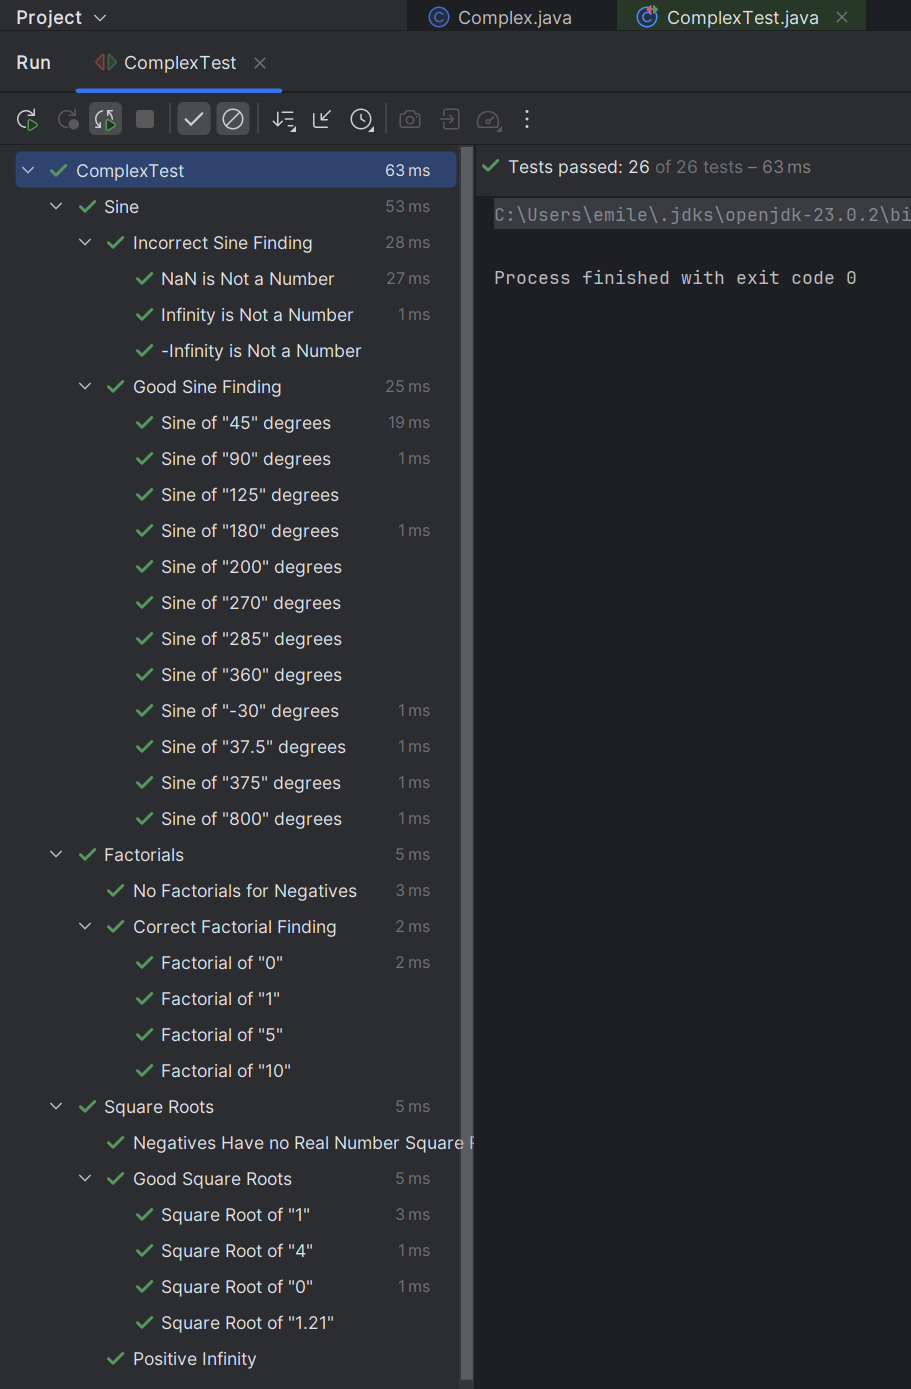 Project
Complex.java
ComplexTest.java
Run
ComplexTest
ComplexTest 63 ms
Tests passed: 26 of 26 tests – 63 ms
Sine 53 ms
C:\Users\emile\.jdks\openjdk-23.0.2\bi
Incorrect Sine Finding 28 ms
NaN is Not a Number 27 ms
Process finished with exit code 0
Infinity is Not a Number 1 ms
-Infinity is Not a Number
Good Sine Finding 25 ms
Sine of "45" degrees 19 ms
Sine of "90" degrees 1 ms
Sine of "125" degrees
Sine of "180" degrees 1 ms
Sine of "200" degrees
Sine of "270" degrees
Sine of "285" degrees
Sine of "360" degrees
Sine of "-30" degrees 1 ms
Sine of "37.5" degrees 1 ms
Sine of "375" degrees 1 ms
Sine of "800" degrees 1 ms
Factorials 5 ms
No Factorials for Negatives 3 ms
Correct Factorial Finding 2 ms
Factorial of "0" 2 ms
Factorial of "1"
Factorial of "5"
Factorial of "10"
Square Roots 5 ms
Negatives Have no Real Number Square
Good Square Roots 5 ms
Square Root of "1" 3 ms
Square Root of "4" 1 ms
Square Root of "0" 1 ms
Square Root of "1.21"
Positive Infinity